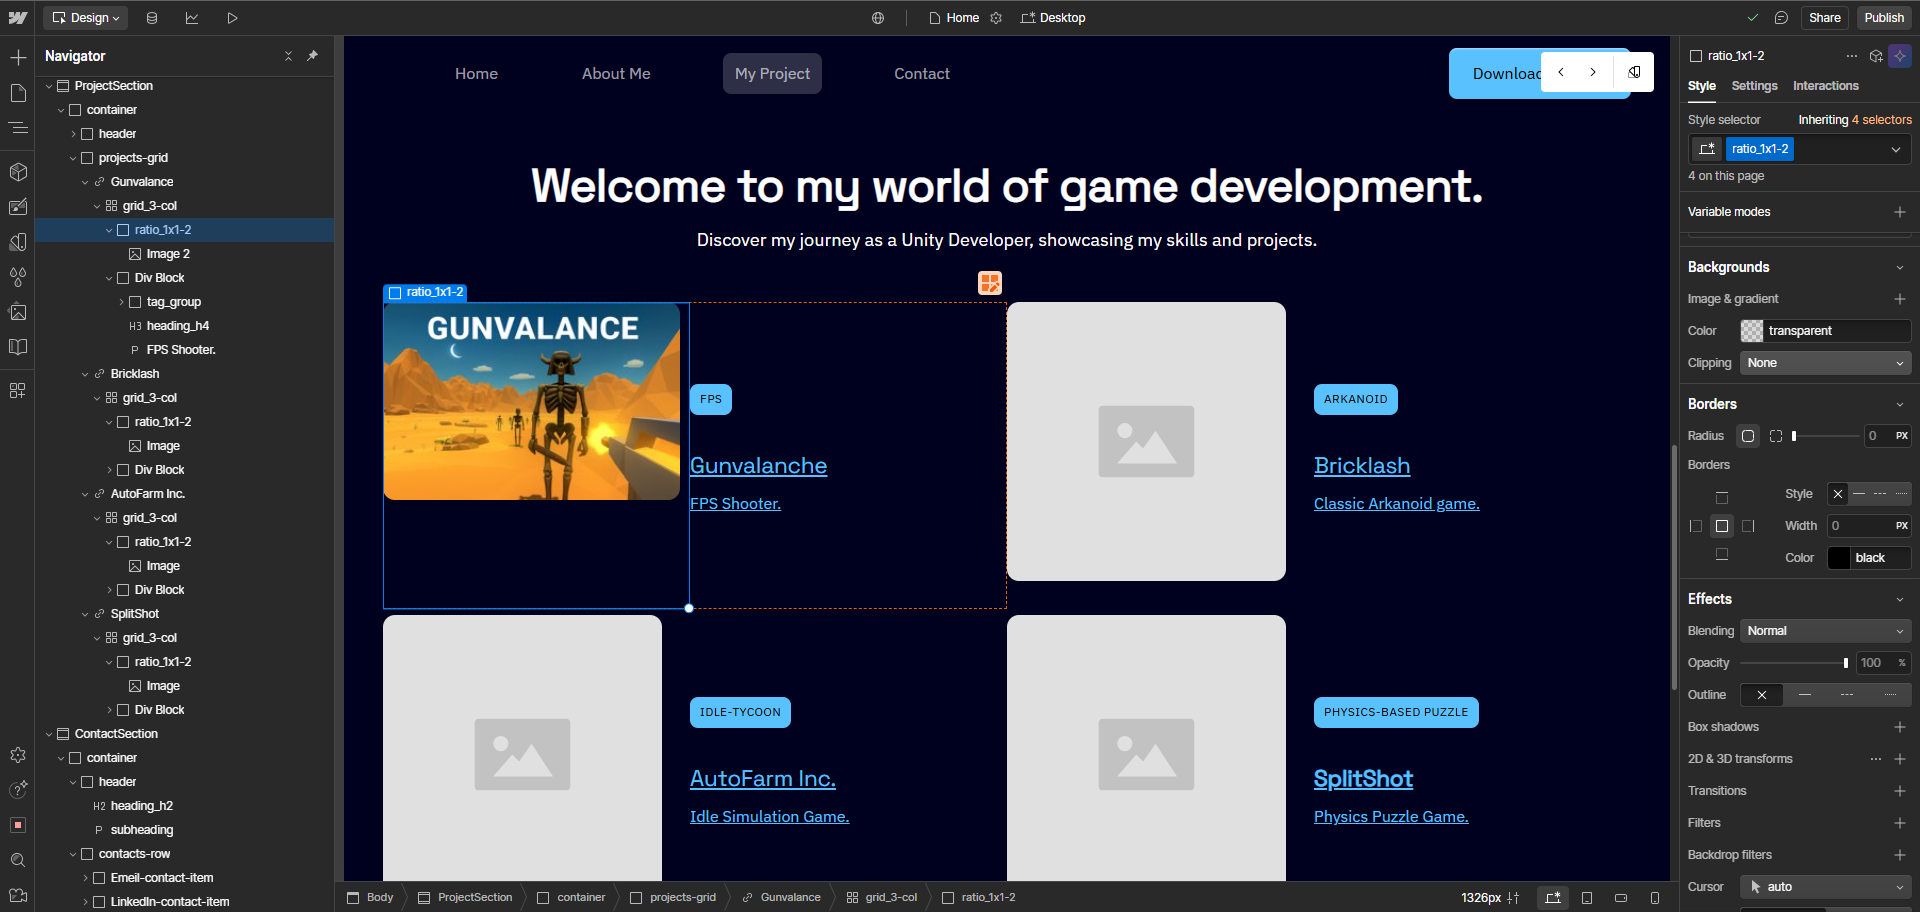 Design
Home
Desktop
Share
Publish
Navigator
ProjectSection
container
header
projects-grid
Gunvalance
grid_3-col
ratio_1x1-2
Image 2
Div Block
tag_group
H3 heading_h4
P FPS Shooter.
Bricklash
grid_3-col
ratio_1x1-2
Image
Div Block
AutoFarm Inc.
grid_3-col
ratio_1x1-2
Image
Div Block
SplitShot
grid_3-col
ratio_1x1-2
Image
Div Block
ContactSection
container
header
H2 heading_h2
P subheading
contacts-row
Emeil-contact-item
LinkedIn-contact-item
Home
About Me
My Project
Contact
Download
Welcome to my world of game development.
Discover my journey as a Unity Developer, showcasing my skills and projects.
ratio_1x1-2
GUNVALANCE
FPS
Gunvalanche
FPS Shooter.
ARKANOID
Bricklash
Classic Arkanoid game.
IDLE-TYCOON
AutoFarm Inc.
Idle Simulation Game.
PHYSICS-BASED PUZZLE
SplitShot
Physics Puzzle Game.
Body
ProjectSection
container
projects-grid
Gunvalance
grid_3-col
ratio_1x1-2
1326px
ratio_1x1-2
Style
Settings
Interactions
Style selector
Inheriting 4 selectors
ratio_1x1-2
4 on this page
Variable modes
Backgrounds
Image & gradient
Color
transparent
Clipping
None
Borders
Radius
0 PX
Borders
Style
Width
0 PX
Color
black
Effects
Blending
Normal
Opacity
100 %
Outline
Box shadows
2D & 3D transforms
Transitions
Filters
Backdrop filters
Cursor
auto